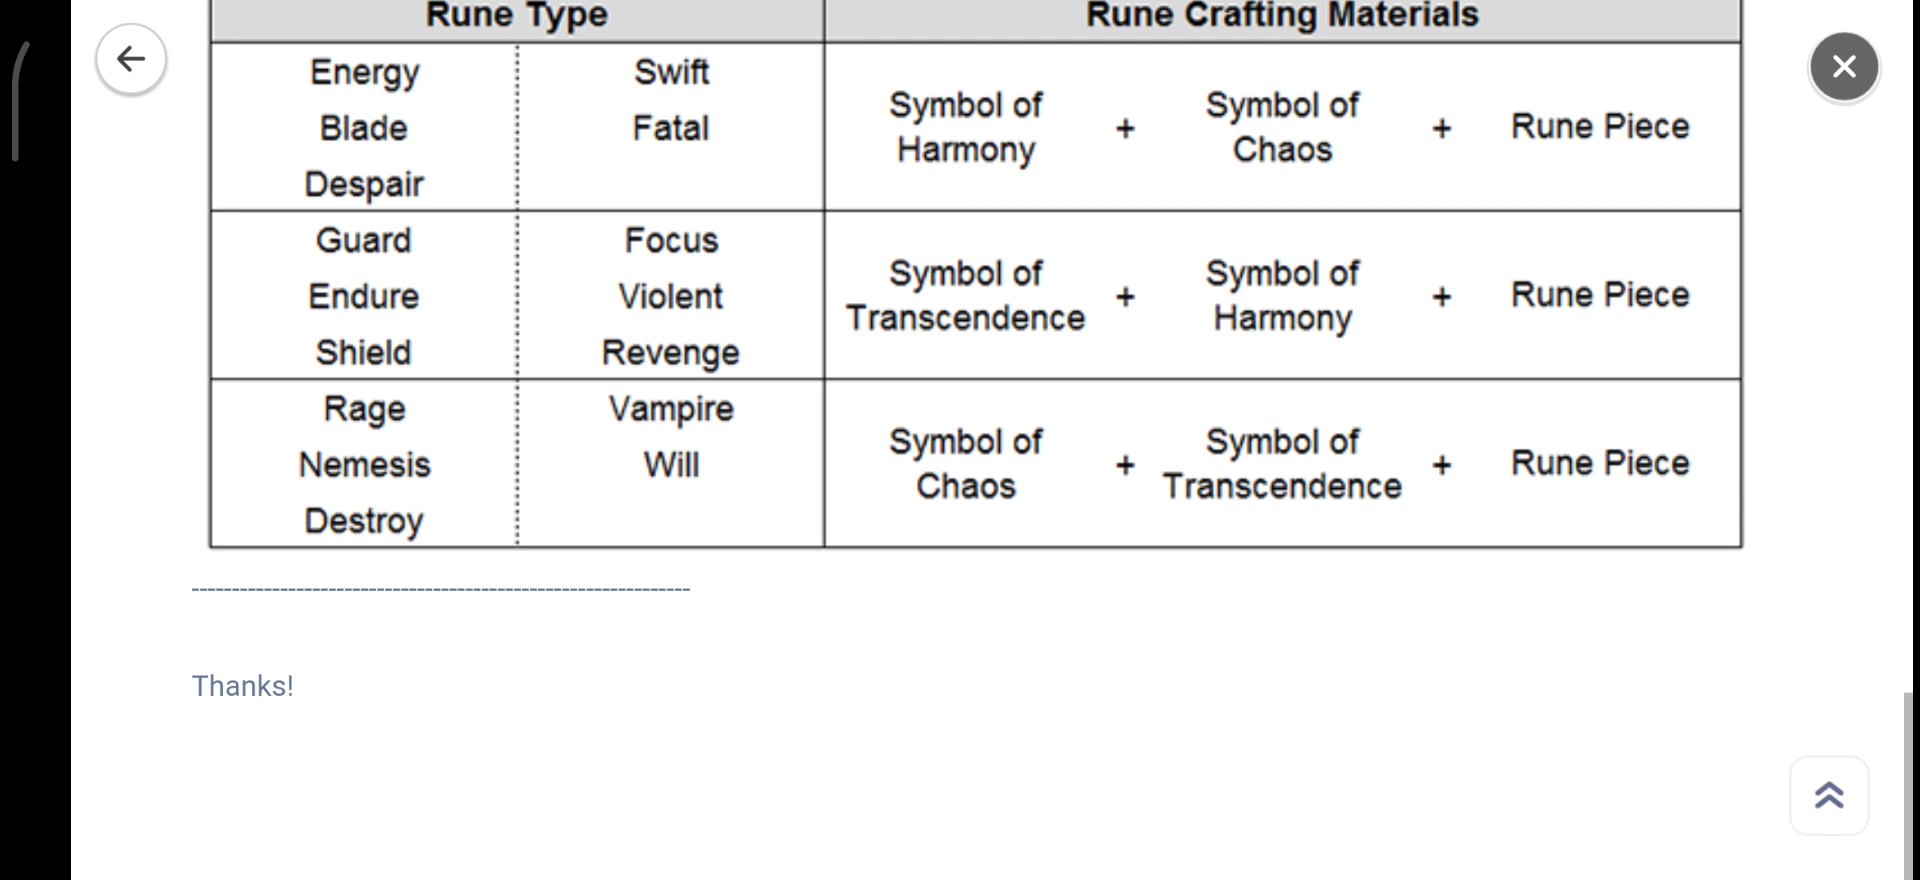 Rune Type Rune Crafting Materials
Energy Swift
Blade Fatal
Despair
Symbol of Harmony + Symbol of Chaos + Rune Piece
Guard Focus
Endure Violent
Shield Revenge
Symbol of Transcendence + Symbol of Harmony + Rune Piece
Rage Vampire
Nemesis Will
Destroy
Symbol of Chaos + Symbol of Transcendence + Rune Piece
--------------------------------------------------------------
Thanks!